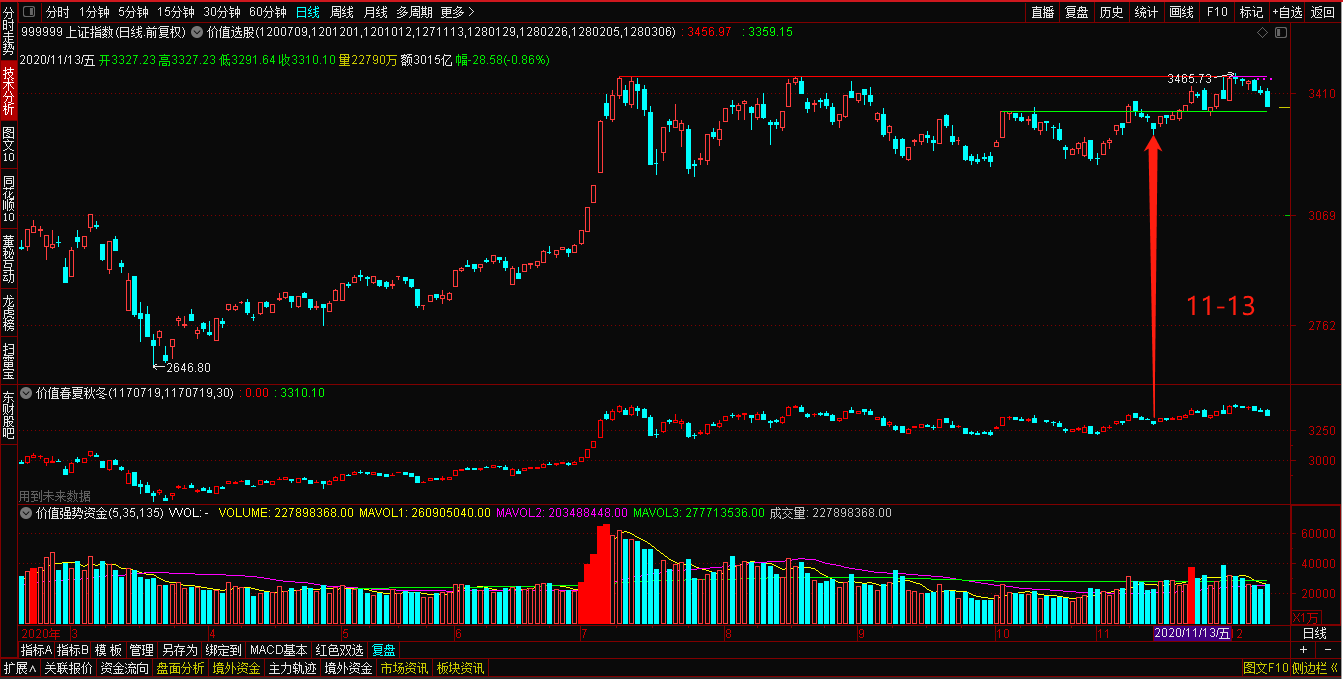 分时 1分钟 5分钟 15分钟 30分钟 60分钟 日线 周线 月线 多周期 更多 直播 复盘 历史 统计 画线 F10 标记 +自选 返回
999999 上证指数(日线.前复权) 价值选股(1200709,1201201,1201012,1271113,1280129,1280226,1280205,1280306) : 3456.97 : 3359.15
2020/11/13/五 开3327.23 高3327.23 低3291.64 收3310.10 量22790万 额3015亿 幅-28.58(-0.86%)
分时走势
技术分析
图文10
同花顺10
董秘互动
龙虎榜
扫雷宝
东财股吧
3465.73
3410
3069
11-13
2762
2646.80
价值春夏秋冬(1170719,1170719,30) : 0.00 : 3310.10
3250
3000
用到未来数据
价值强势资金(5,35,135) VVOL: - VOLUME: 227898368.00 MAVOL1: 260905040.00 MAVOL2: 203488448.00 MAVOL3: 277713536.00 成交量: 227898368.00
60000
40000
20000
X1万
2020年 3 4 5 6 7 8 9 10 11 2020/11/13/五 12 日线
指标A 指标B 模板 管理 另存为 绑定到 MACD基本 红色双选 复盘 + -
扩展∧ 关联报价 资金流向 盘面分析 境外资金 主力轨迹 境外资金 市场资讯 板块资讯 图文F10 侧边栏《